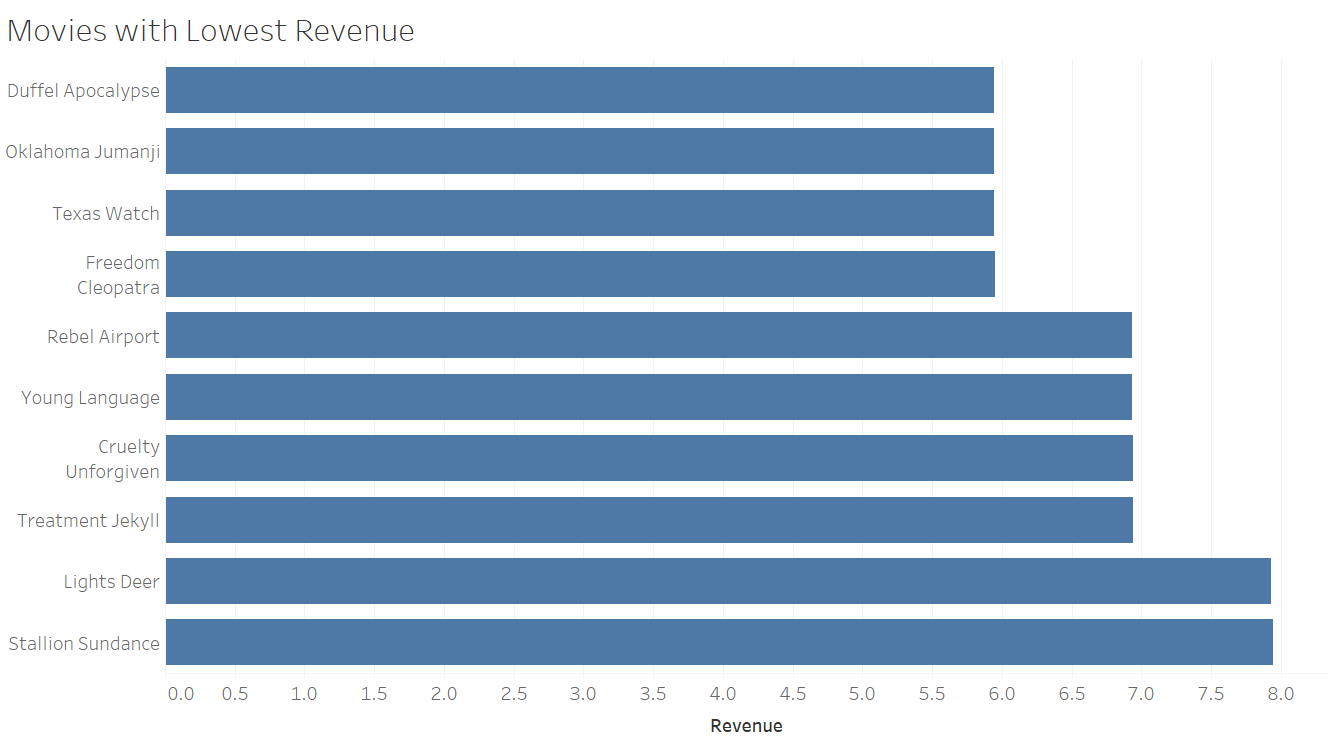 Movies with Lowest Revenue
Duffel Apocalypse
Oklahoma Jumanji
Texas Watch
Freedom
Cleopatra
Rebel Airport
Young Language
Cruelty
Unforgiven
Treatment Jekyll
Lights Deer
Stallion Sundance
0.0 0.5 1.0 1.5 2.0 2.5 3.0 3.5 4.0 4.5 5.0 5.5 6.0 6.5 7.0 7.5 8.0
Revenue